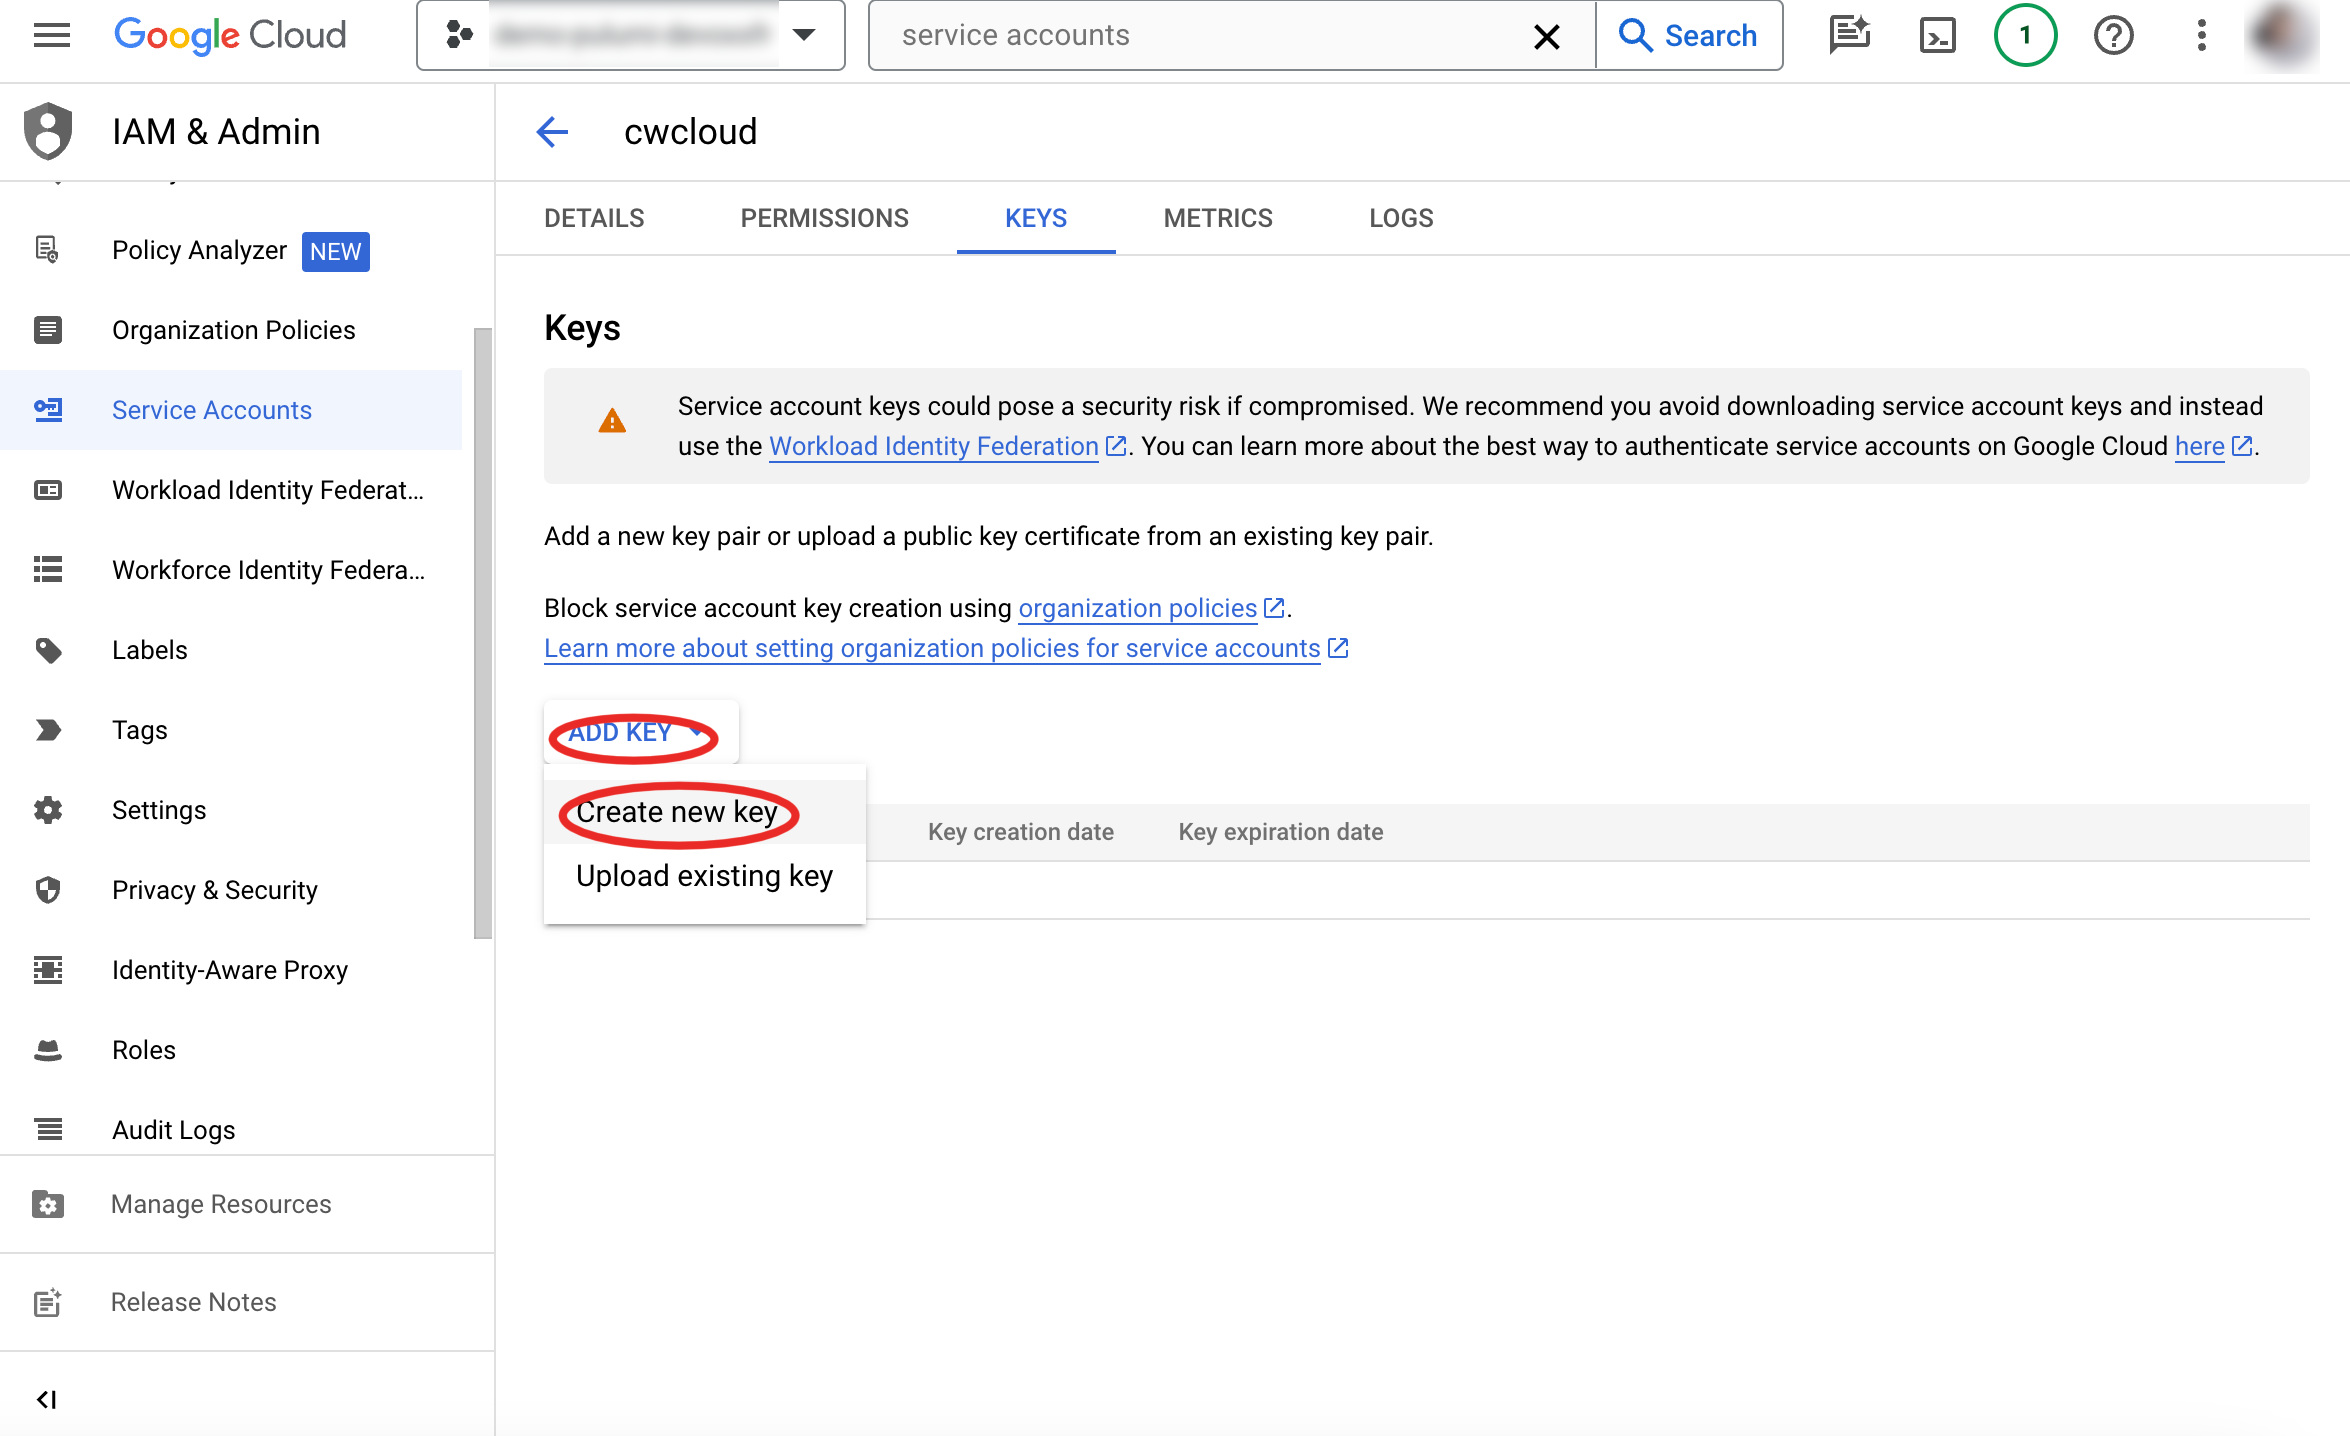 Google Cloud
service accounts
Search
1
IAM & Admin
cwcloud
Policy Analyzer NEW
Organization Policies
Service Accounts
Workload Identity Federat...
Workforce Identity Federa...
Labels
Tags
Settings
Privacy & Security
Identity-Aware Proxy
Roles
Audit Logs
Manage Resources
Release Notes
DETAILS PERMISSIONS KEYS METRICS LOGS
Keys
Service account keys could pose a security risk if compromised. We recommend you avoid downloading service account keys and instead
use the Workload Identity Federation. You can learn more about the best way to authenticate service accounts on Google Cloud here.
Add a new key pair or upload a public key certificate from an existing key pair.
Block service account key creation using organization policies.
Learn more about setting organization policies for service accounts
ADD KEY
Create new key
Upload existing key
Key creation date Key expiration date